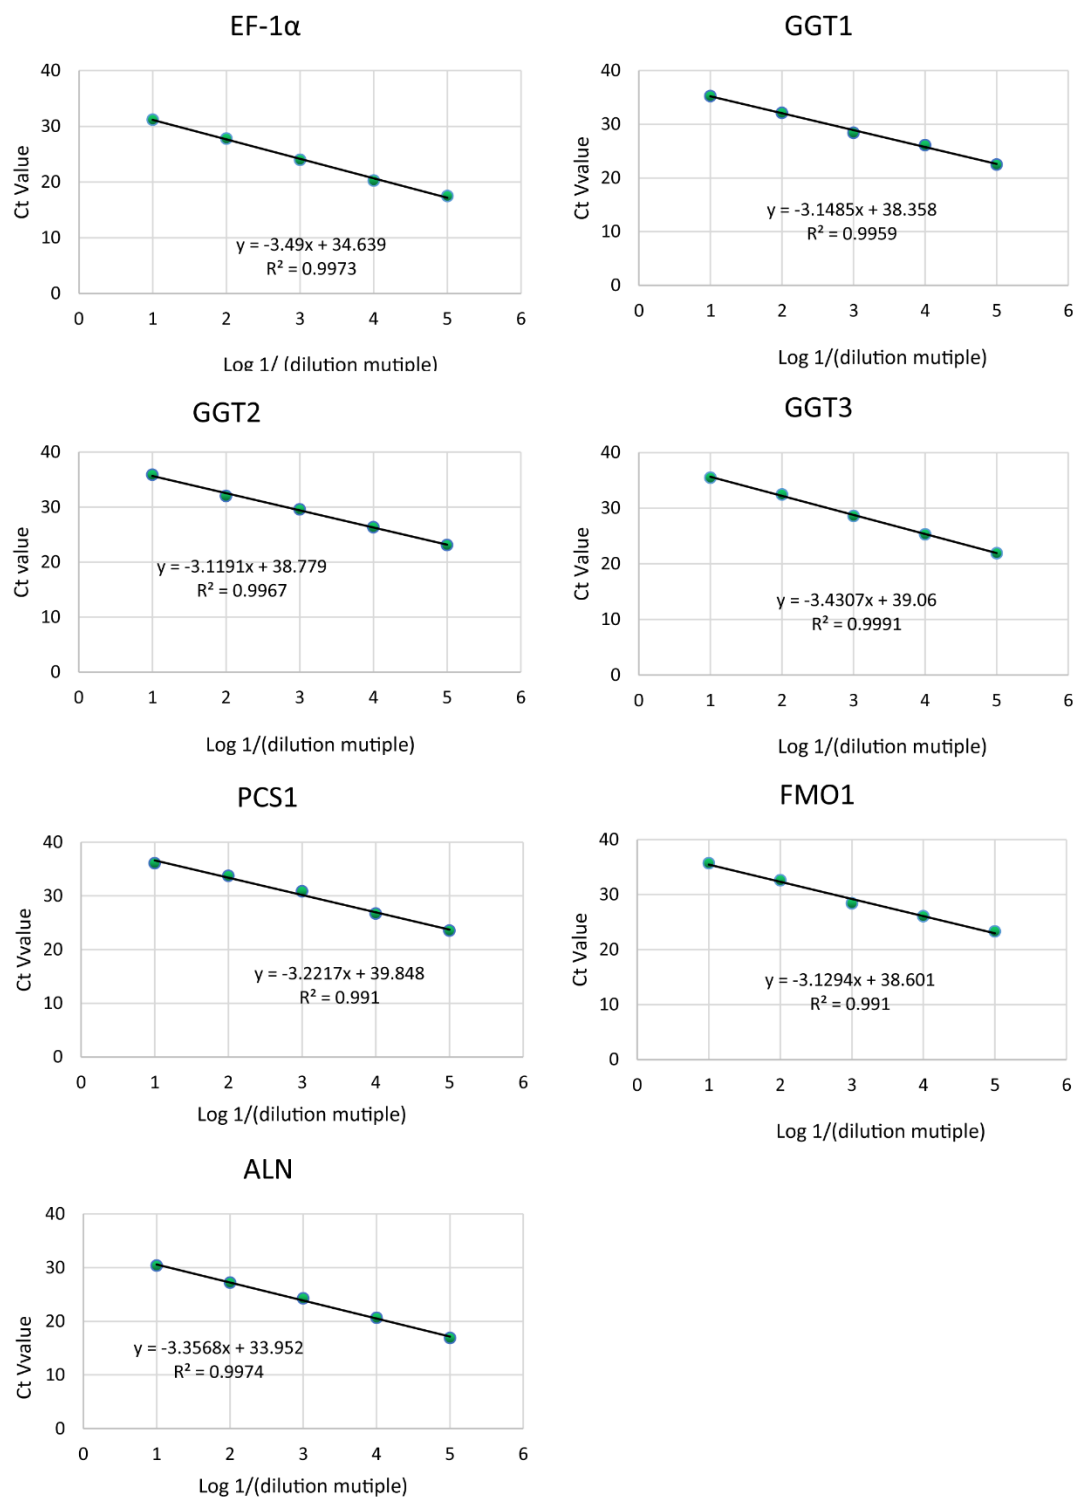 EF-1α
40
30
20
10
0
0 1 2 3 4 5 6
Ct Value
y = -3.49x + 34.639
R² = 0.9973
Log 1/ (dilution mutiple)
GGT1
40
30
20
10
0
0 1 2 3 4 5 6
Ct Vvalue
y = -3.1485x + 38.358
R² = 0.9959
Log 1/(dilution mutiple)
GGT2
40
30
20
10
0
0 1 2 3 4 5 6
Ct value
y = -3.1191x + 38.779
R² = 0.9967
Log 1/(dilution mutiple)
GGT3
40
30
20
10
0
0 1 2 3 4 5 6
Ct Value
y = -3.4307x + 39.06
R² = 0.9991
Log 1/(dilution mutiple)
PCS1
40
30
20
10
0
0 1 2 3 4 5 6
Ct Vvalue
y = -3.2217x + 39.848
R² = 0.991
Log 1/(dilution mutiple)
FMO1
40
30
20
10
0
0 1 2 3 4 5 6
Ct Value
y = -3.1294x + 38.601
R² = 0.991
Log 1/(dilution mutiple)
ALN
40
30
20
10
0
0 1 2 3 4 5 6
Ct Vvalue
y = -3.3568x + 33.952
R² = 0.9974
Log 1/(dilution mutiple)